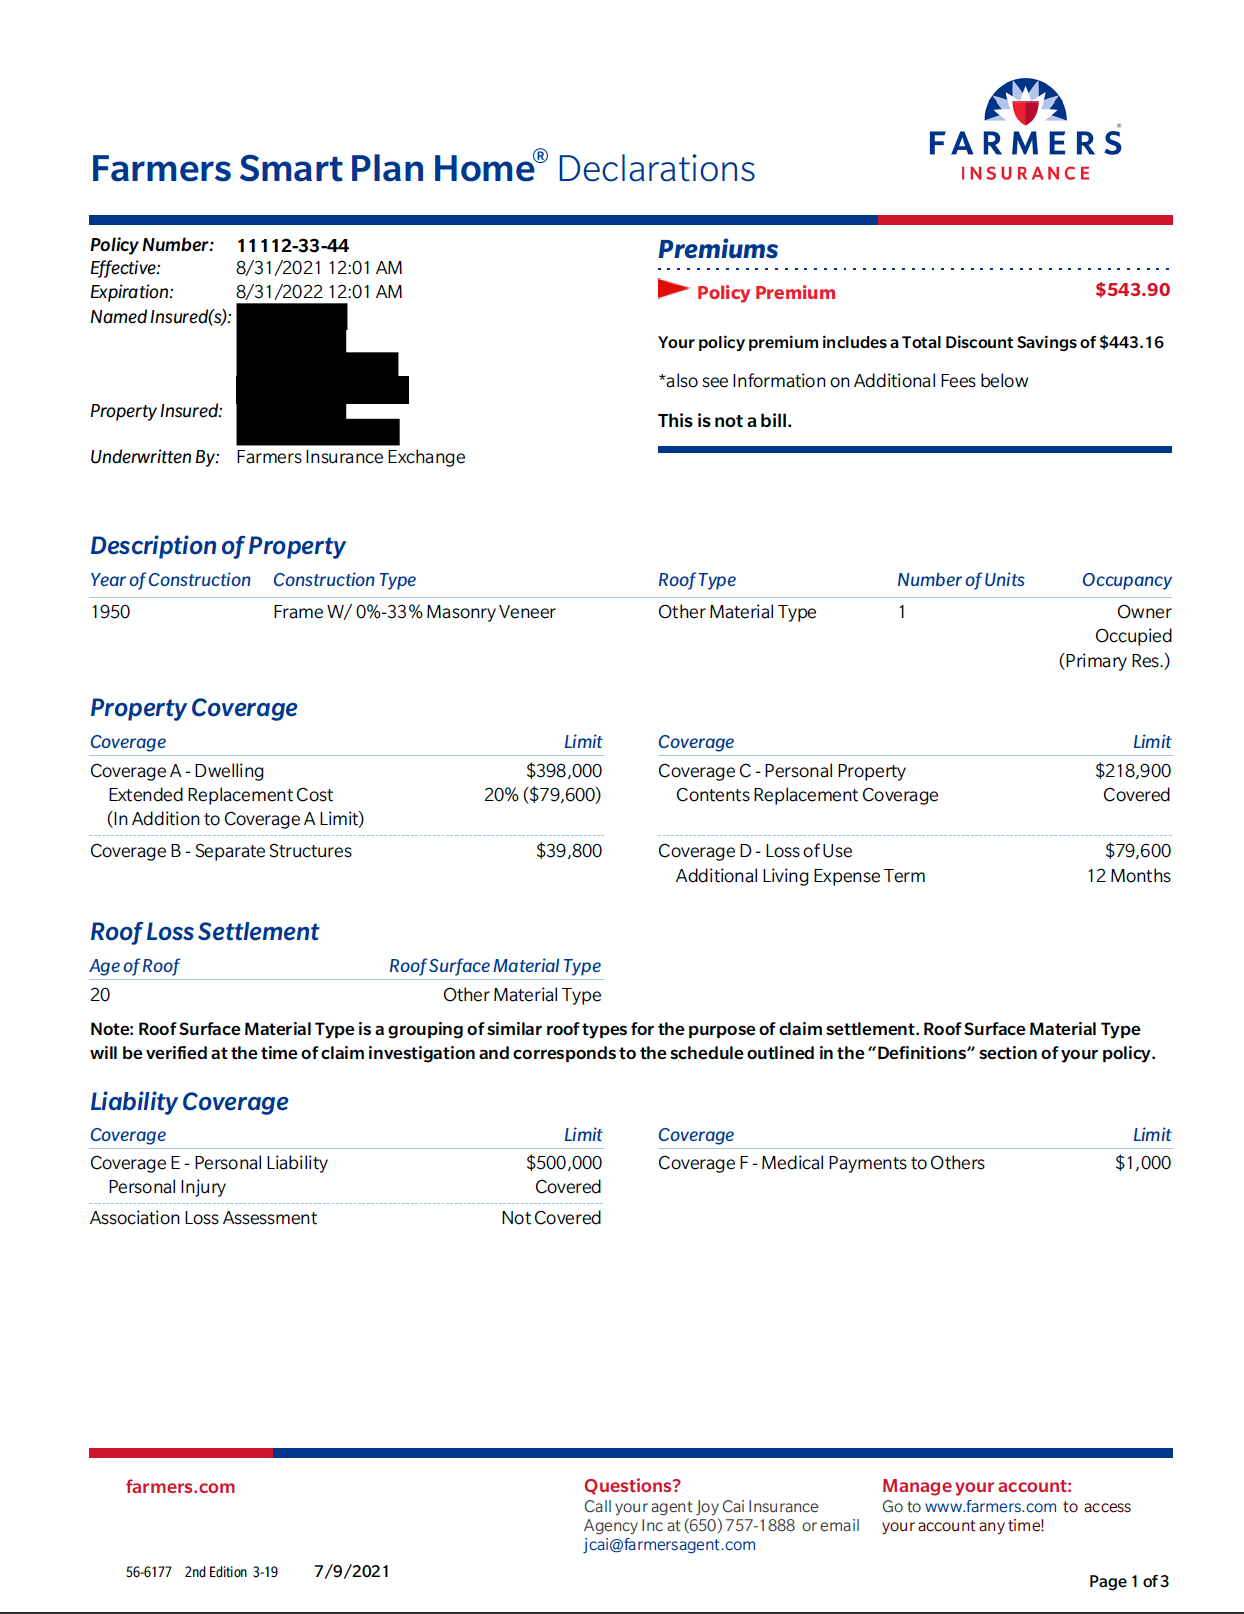 FARMERS®
INSURANCE
Farmers Smart Plan Home® Declarations
Policy Number: 11112-33-44
Effective: 8/31/2021 12:01 AM
Expiration: 8/31/2022 12:01 AM
Named Insured(s):
Property Insured:
Underwritten By: Farmers Insurance Exchange
Premiums
Policy Premium $543.90
Your policy premium includes a Total Discount Savings of $443.16
*also see Information on Additional Fees below
This is not a bill.
Description of Property
Year of Construction Construction Type Roof Type Number of Units Occupancy
1950 Frame W/ 0%-33% Masonry Veneer Other Material Type 1 Owner
Occupied
(Primary Res.)
Property Coverage
Coverage Limit Coverage Limit
Coverage A - Dwelling $398,000 Coverage C - Personal Property $218,900
Extended Replacement Cost 20% ($79,600) Contents Replacement Coverage Covered
(In Addition to Coverage A Limit)
Coverage B - Separate Structures $39,800 Coverage D - Loss of Use $79,600
Additional Living Expense Term 12 Months
Roof Loss Settlement
Age of Roof Roof Surface Material Type
20 Other Material Type
Note: Roof Surface Material Type is a grouping of similar roof types for the purpose of claim settlement. Roof Surface Material Type
will be verified at the time of claim investigation and corresponds to the schedule outlined in the “Definitions” section of your policy.
Liability Coverage
Coverage Limit Coverage Limit
Coverage E - Personal Liability $500,000 Coverage F - Medical Payments to Others $1,000
Personal Injury Covered
Association Loss Assessment Not Covered
farmers.com
Questions?
Call your agent Joy Cai Insurance
Agency Inc at (650) 757-1888 or email
jcai@farmersagent.com
Manage your account:
Go to www.farmers.com to access
your account any time!
56-6177 2nd Edition 3-19 7/9/2021
Page 1 of 3